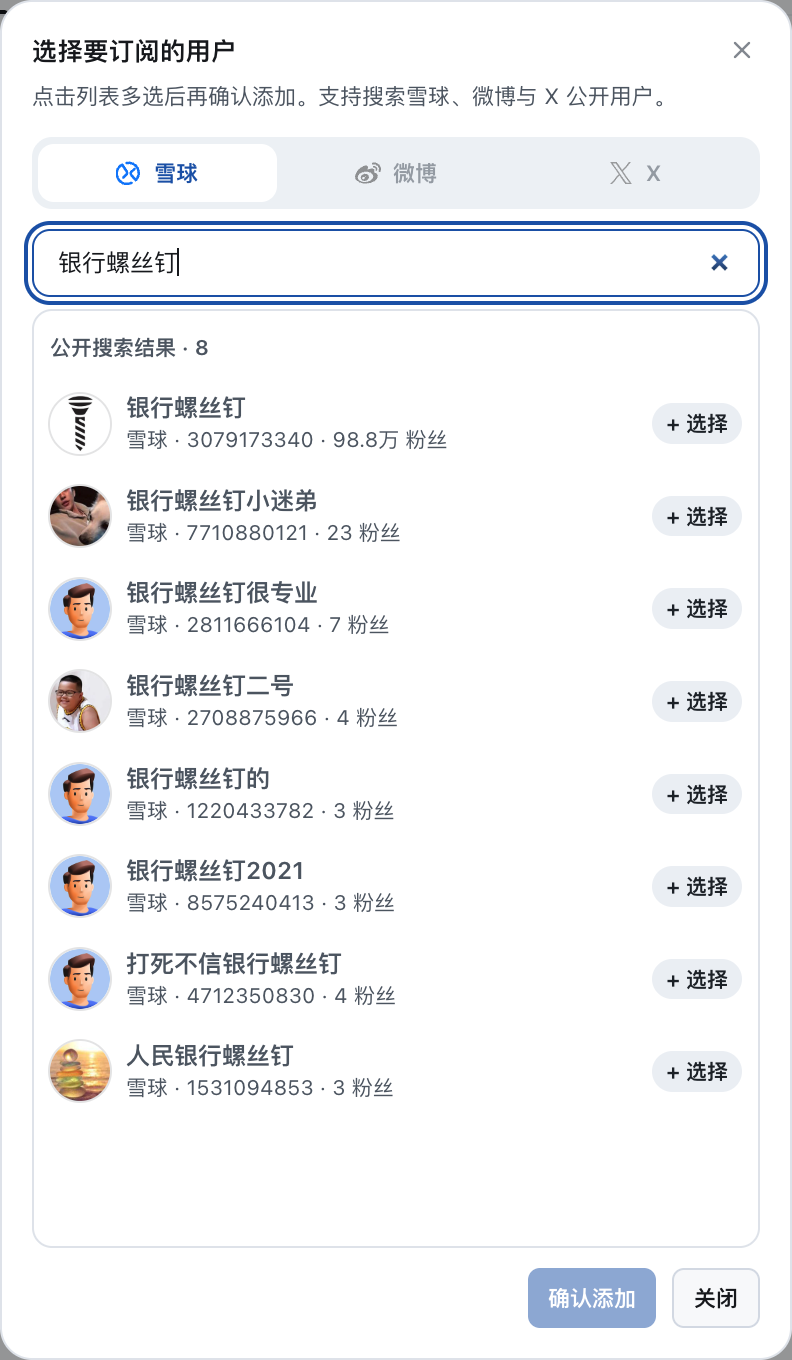 选择要订阅的用户
点击列表多选后再确认添加。支持搜索雪球、微博与 X 公开用户。
雪球 微博 X
银行螺丝钉
公开搜索结果 · 8
银行螺丝钉
雪球 · 3079173340 · 98.8万 粉丝
+ 选择
银行螺丝钉小迷弟
雪球 · 7710880121 · 23 粉丝
+ 选择
银行螺丝钉很专业
雪球 · 2811666104 · 7 粉丝
+ 选择
银行螺丝钉二号
雪球 · 2708875966 · 4 粉丝
+ 选择
银行螺丝钉的
雪球 · 1220433782 · 3 粉丝
+ 选择
银行螺丝钉2021
雪球 · 8575240413 · 3 粉丝
+ 选择
打死不信银行螺丝钉
雪球 · 4712350830 · 4 粉丝
+ 选择
人民银行螺丝钉
雪球 · 1531094853 · 3 粉丝
+ 选择
确认添加 关闭